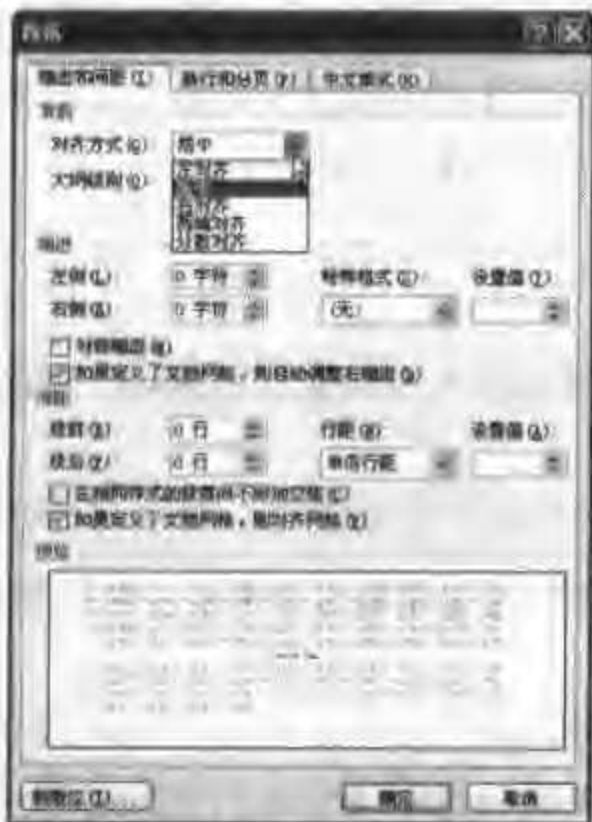 段落
缩进和间距(I) 换行和分页(P) 中文版式(H)
常规
对齐方式(G): 居中
左对齐
居中
右对齐
两端对齐
分散对齐
大纲级别(O):
缩进
左侧(L): 0 字符 特殊格式(S): 设置值(Y):
右侧(R): 0 字符 (无)
对称缩进(M)
如果定义了文档网格，则自动调整右缩进(D)
间距
段前(B): 0 行 行距(N): 设置值(A):
段后(F): 0 行 单倍行距
在相同样式的段落间不添加空格(C)
如果定义了文档网格，则对齐网格(W)
预览
制表位(T)... 确定 取消